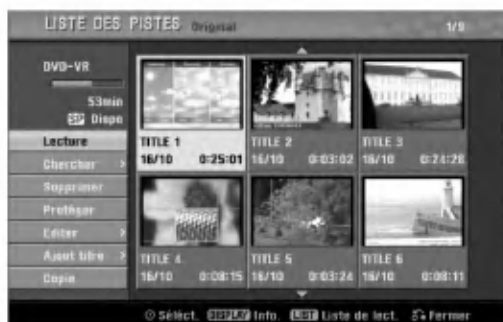 LISTE DES PISTES Original 1/9
DVD-VR
53min
SP Dispo
Lecture
Chercher
Supprimer
Protéger
Editer
Ajout titre
Copie
TITLE 1
16/10 0:25:01
TITLE 2
16/10 0:03:02
TITLE 3
16/10 0:24:28
TITLE 4
16/10 0:08:15
TITLE 5
16/10 0:03:24
TITLE 6
16/10 0:08:11
Sélect. DISPLAY Info. LIST Liste de lect. Fermer